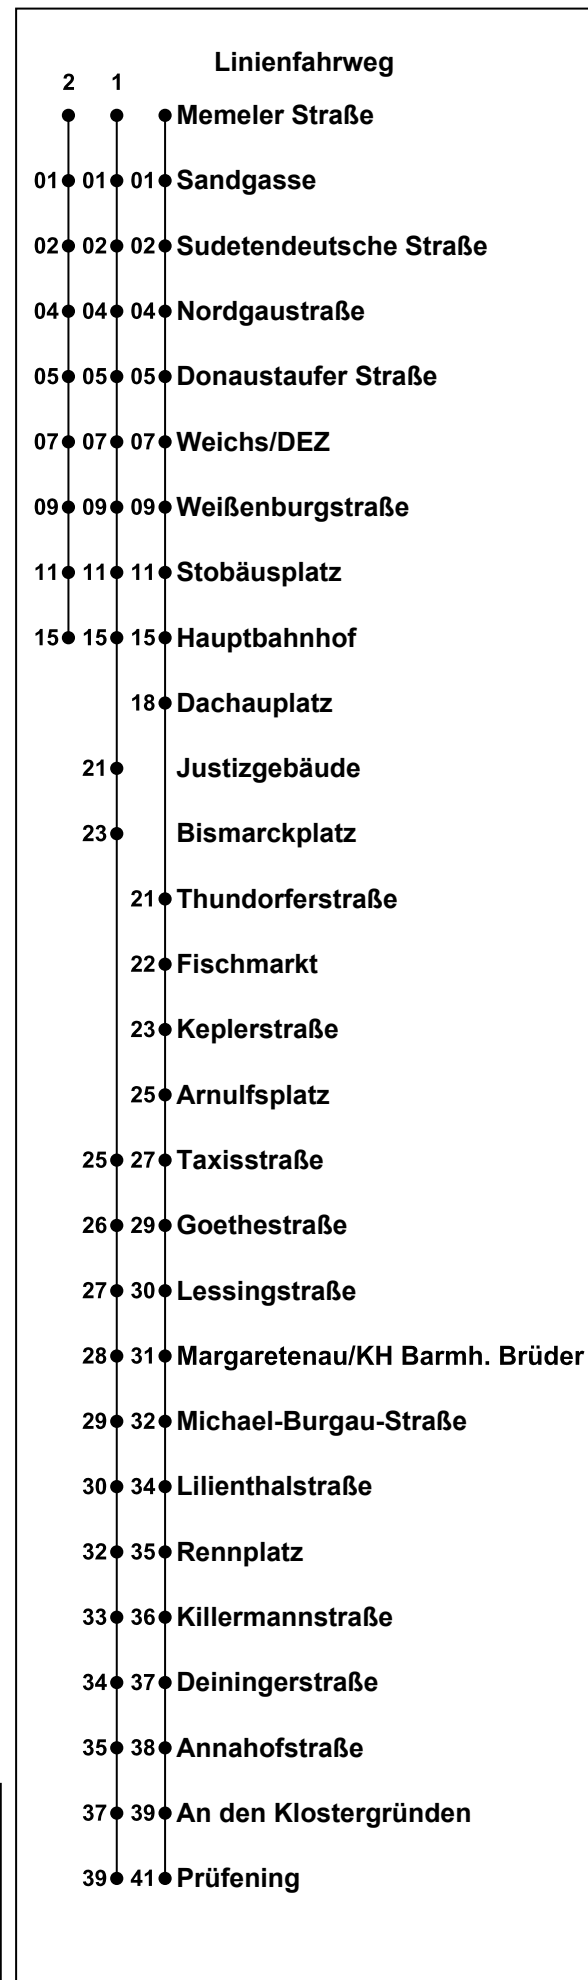 Linienfahrweg
2 1
Memeler Straße
01 01 01 Sandgasse
02 02 02 Sudetendeutsche Straße
04 04 04 Nordgaustraße
05 05 05 Donaustaufer Straße
07 07 07 Weichs/DEZ
09 09 09 Weißenburgstraße
11 11 11 Stobäusplatz
15 15 15 Hauptbahnhof
18 Dachauplatz
21 Justizgebäude
23 Bismarckplatz
21 Thundorferstraße
22 Fischmarkt
23 Keplerstraße
25 Arnulfsplatz
25 27 Taxisstraße
26 29 Goethestraße
27 30 Lessingstraße
28 31 Margaretenau/KH Barmh. Brüder
29 32 Michael-Burgau-Straße
30 34 Lilienthalstraße
32 35 Rennplatz
33 36 Killermannstraße
34 37 Deiningerstraße
35 38 Annahofstraße
37 39 An den Klostergründen
39 41 Prüfening